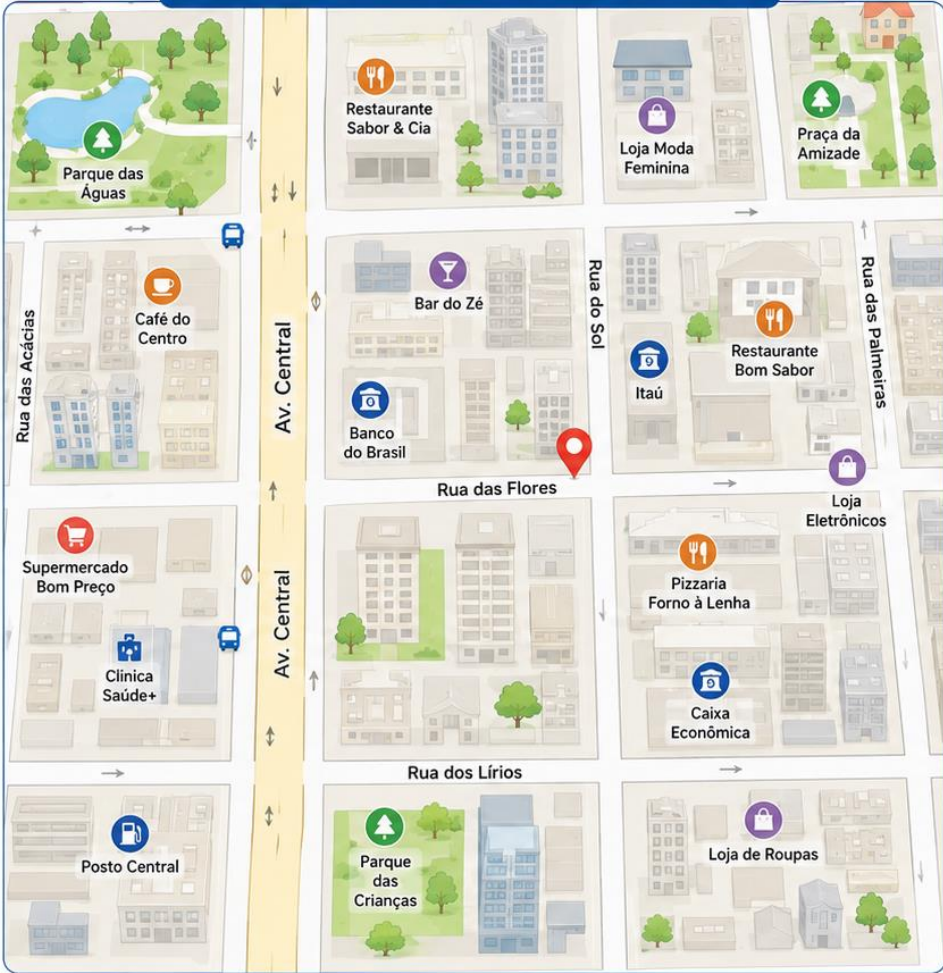 Restaurante
Sabor & Cia
Loja Moda
Feminina
Praça da
Amizade
Parque das
Águas
Café do
Centro
Bar do Zé
Rua do Sol
Restaurante
Bom Sabor
Rua das Palmeiras
Rua das Acácias
Av. Central
Itaú
Banco
do Brasil
Rua das Flores
Loja
Eletrônicos
Supermercado
Bom Preço
Pizzaria
Forno à Lenha
Clinica
Saúde+
Av. Central
Caixa
Econômica
Rua dos Lírios
Posto Central
Parque
das
Crianças
Loja de Roupas